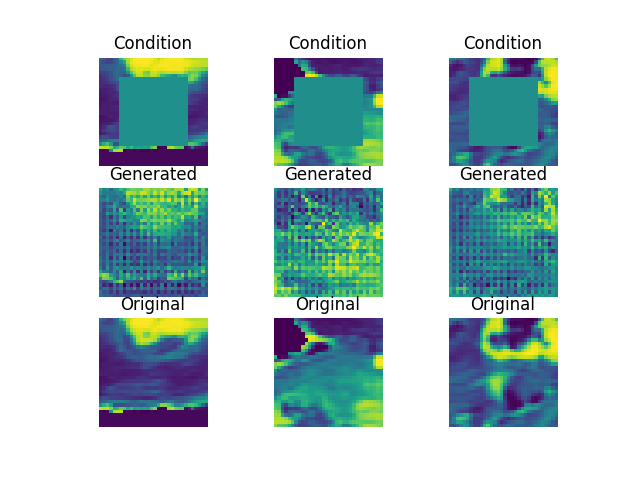 Condition Condition Condition
Generated Generated Generated
Original Original Original